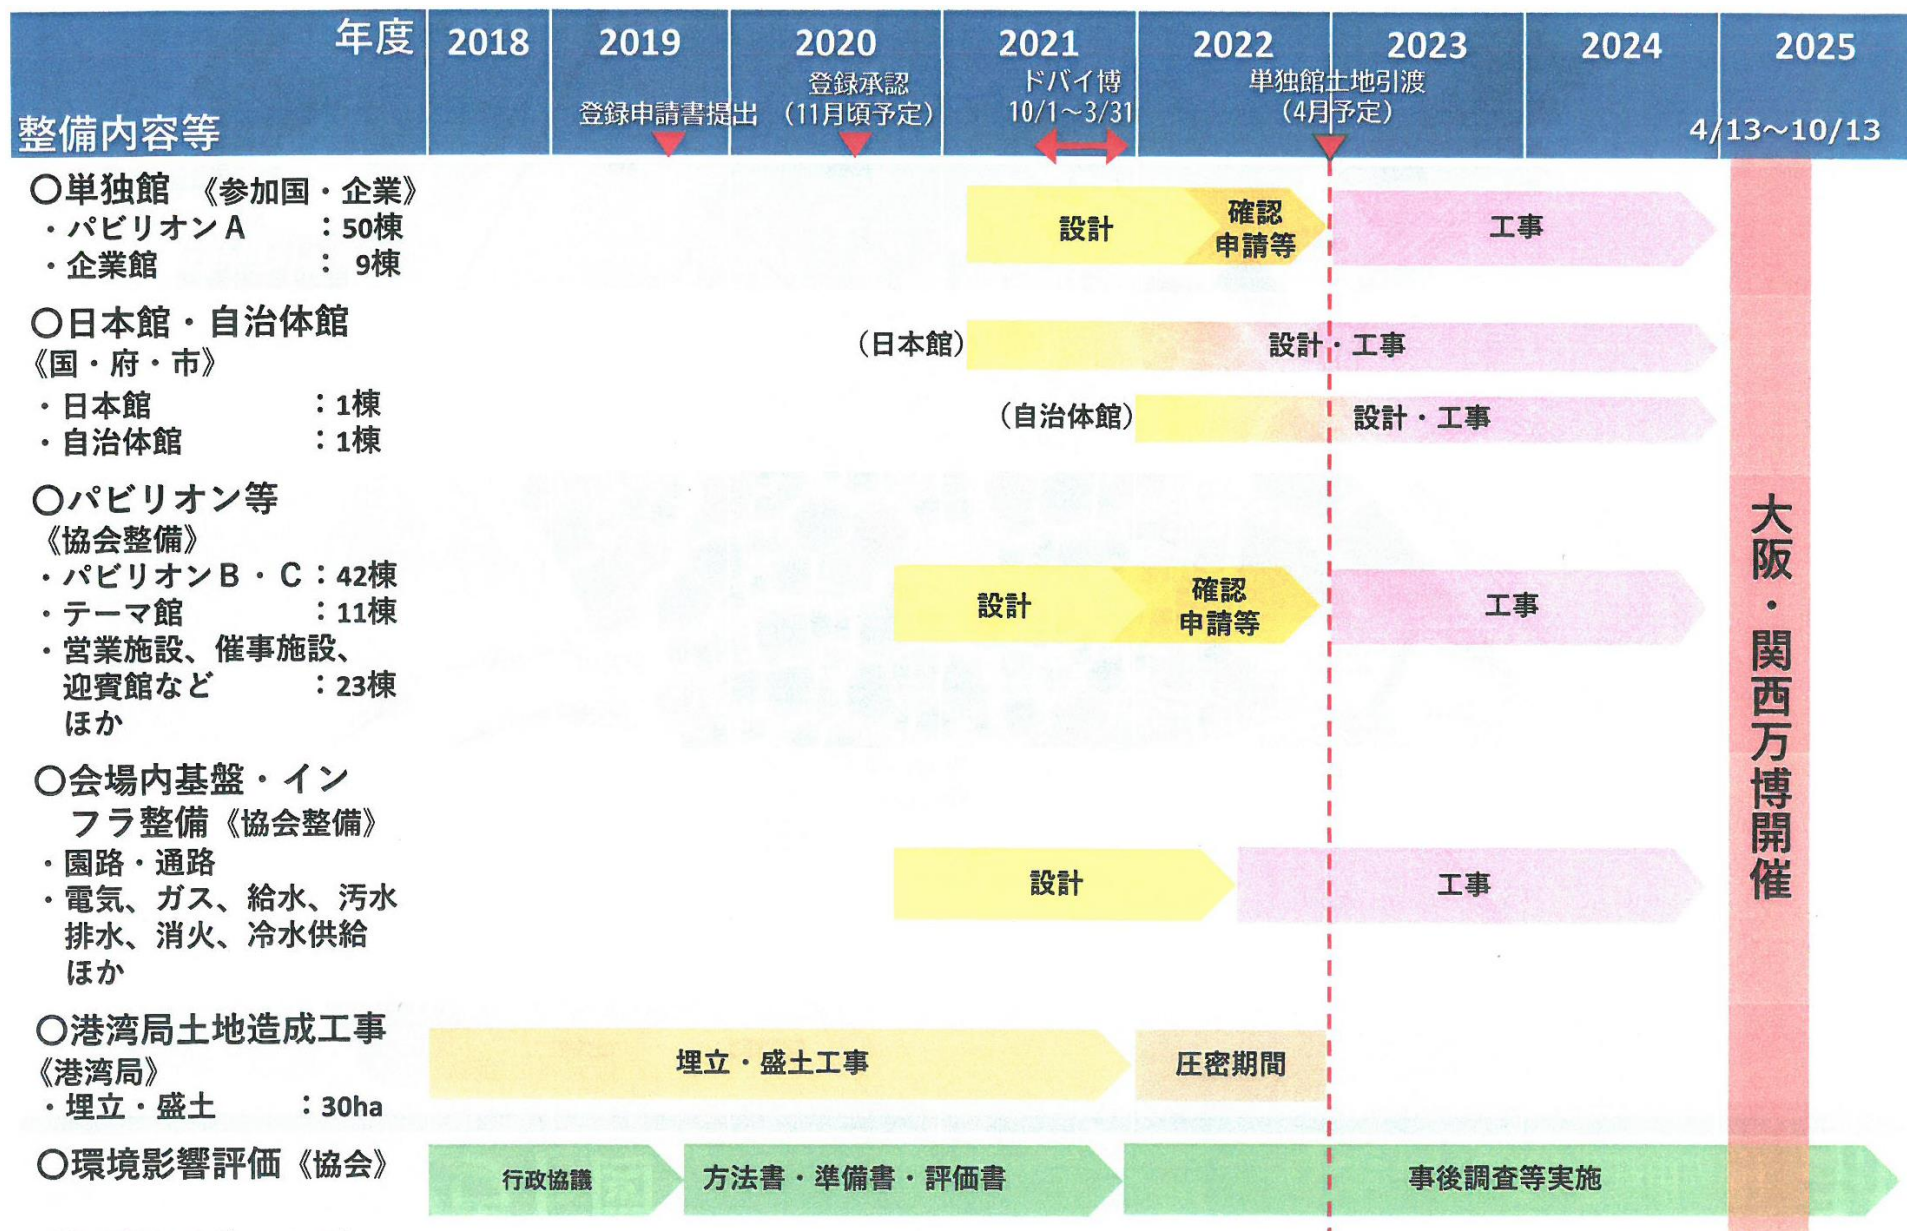 年度 2018 2019 2020 2021 2022 2023 2024 2025
登録申請書提出
登録承認
（11月頃予定）
ドバイ博
10/1～3/31
単独館土地引渡
（4月予定）
4/13～10/13
整備内容等
〇単独館 《参加国・企業》
・パビリオンA ：50棟
・企業館 ： 9棟
設計
確認
申請等
工事
〇日本館・自治体館
《国・府・市》
・日本館 ：1棟
・自治体館 ：1棟
（日本館） 設計・工事
（自治体館） 設計・工事
〇パビリオン等
《協会整備》
・パビリオンB・C：42棟
・テーマ館 ：11棟
・営業施設、催事施設、
迎賓館など ：23棟
ほか
設計
確認
申請等
工事
〇会場内基盤・イン
フラ整備《協会整備》
・園路・通路
・電気、ガス、給水、汚水
排水、消火、冷水供給
ほか
設計
工事
〇港湾局土地造成工事
《港湾局》
・埋立・盛土 ：30ha
埋立・盛土工事
圧密期間
〇環境影響評価《協会》
行政協議
方法書・準備書・評価書
事後調査等実施
大阪・関西万博開催